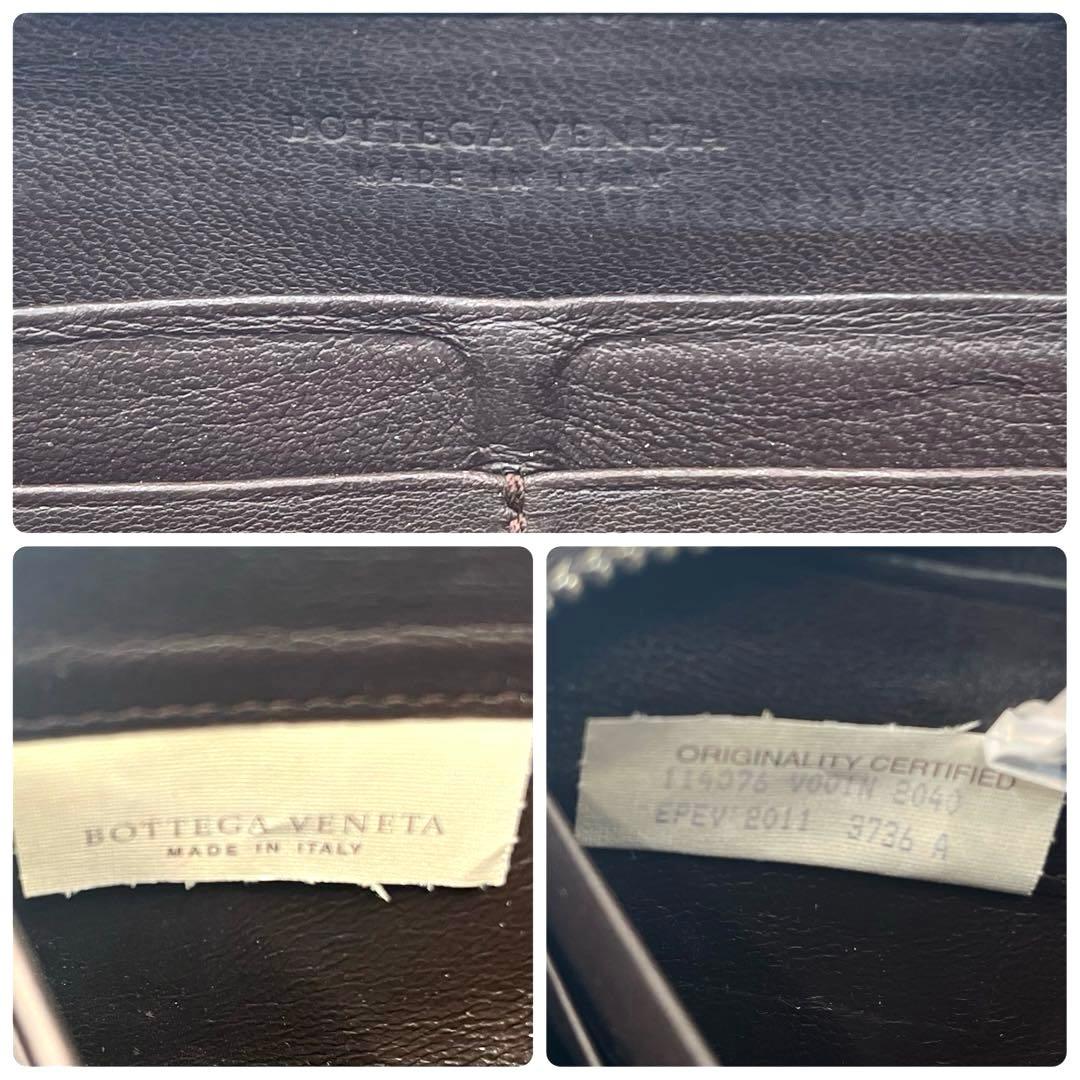 BOTTEGA VENETA
MADE IN ITALY
BOTTEGA VENETA
MADE IN ITALY
ORIGINALITY CERTIFIED
114076 V001N 2040
EPEV 2011 3736 A